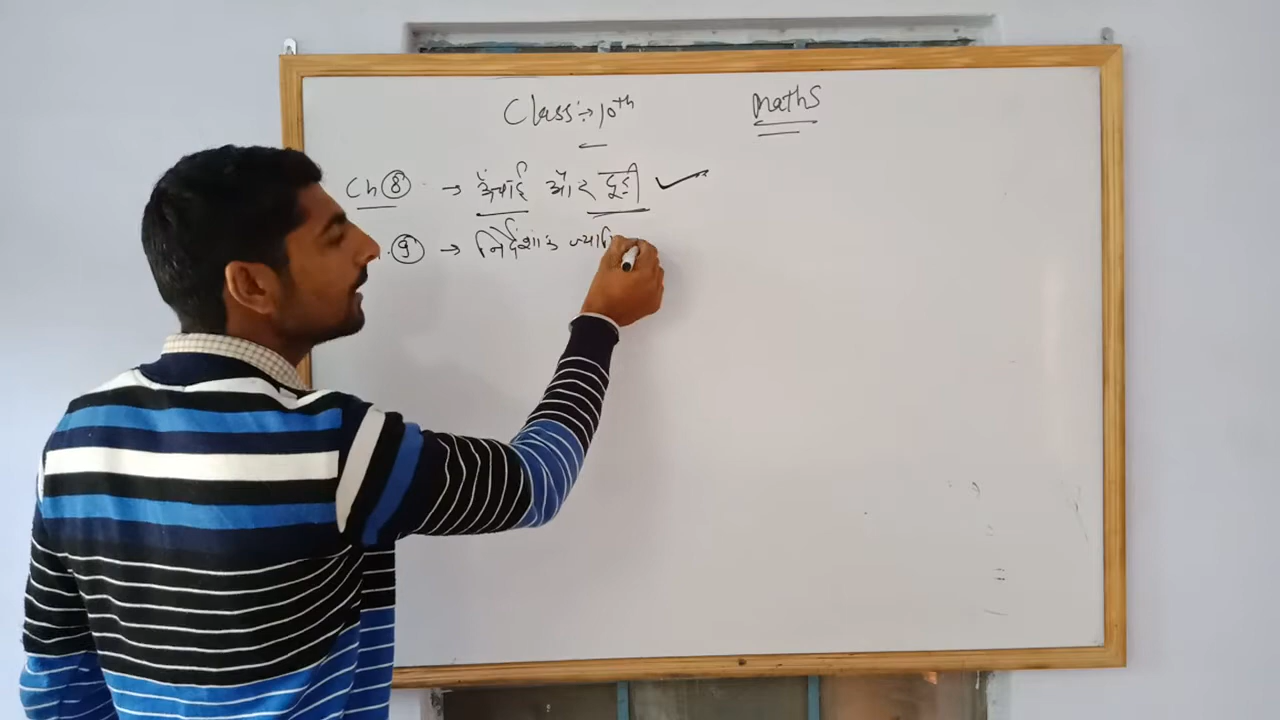 Class:→ 10th
Maths
Ch 8 → ऊँचाई और दूरी ✓
. 9 → निर्देशांक ज्यामि